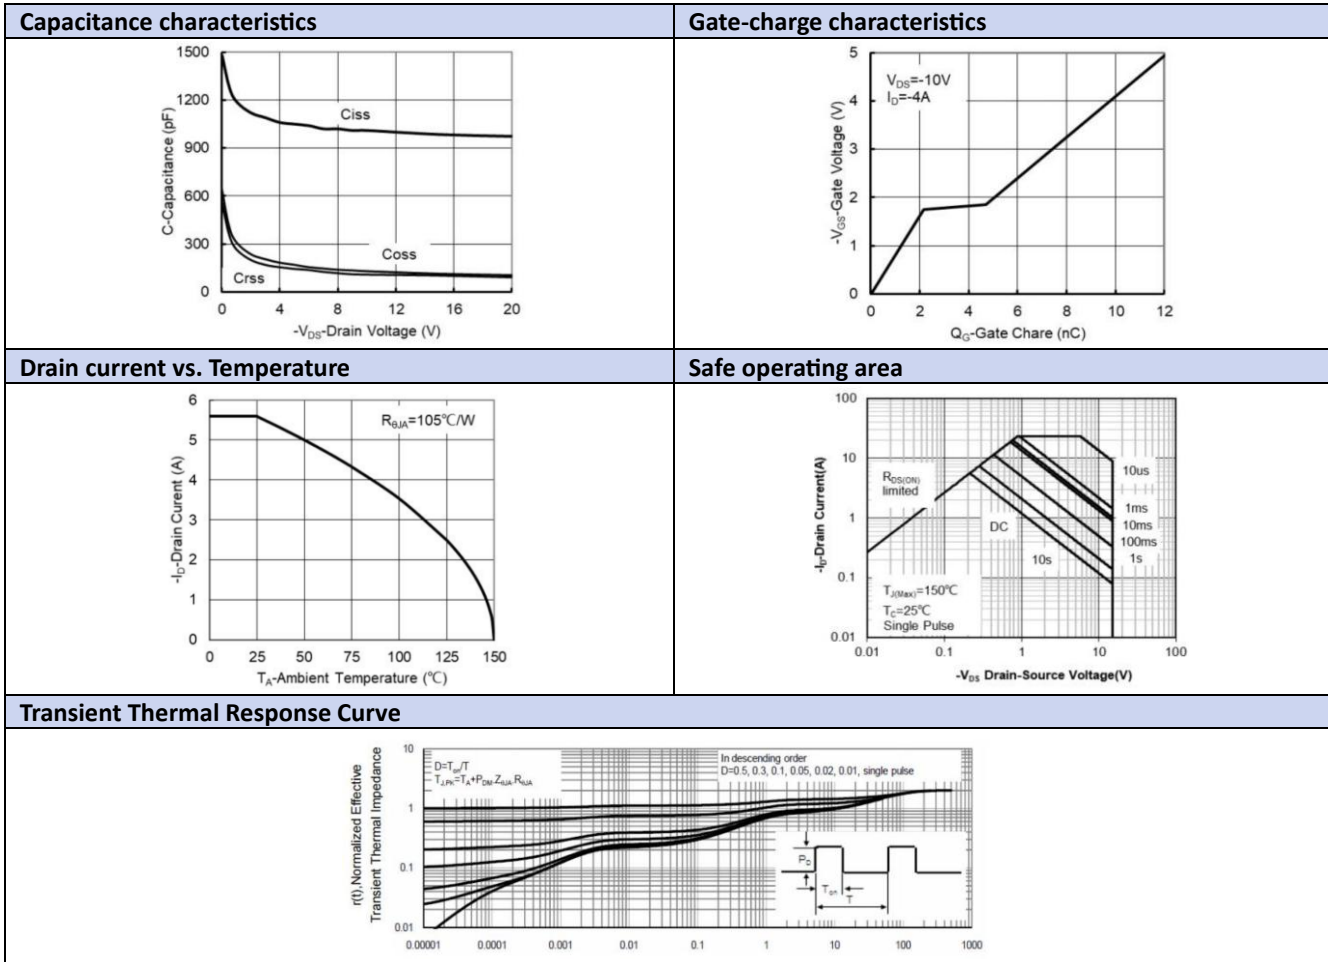 Capacitance characteristics
Gate-charge characteristics
1500
1200
900
600
300
0
C-Capacitance (pF)
Ciss
Coss
Crss
0 4 8 12 16 20
-VDS-Drain Voltage (V)
5
4
3
2
1
0
-VGS-Gate Voltage (V)
VDS=-10V
ID=-4A
0 2 4 6 8 10 12
QG-Gate Chare (nC)
Drain current vs. Temperature
Safe operating area
6
5
4
3
2
1
0
-ID-Drain Current (A)
RθJA=105℃/W
0 25 50 75 100 125 150
TA-Ambient Temperature (℃)
100
10
1
0.1
0.01
-ID-Drain Current(A)
RDS(ON)
limited
10us
1ms
10ms
100ms
1s
DC
10s
TJ(Max)=150℃
TC=25℃
Single Pulse
0.01 0.1 1 10 100
-VDS Drain-Source Voltage(V)
Transient Thermal Response Curve
10
1
0.1
0.01
r(t),Normalized Effective
Transient Thermal Impedance
D=Ton/T
TJ,PK=TA+PDM.ZθJA.RθJA
In descending order
D=0.5, 0.3, 0.1, 0.05, 0.02, 0.01, single pulse
PD
Ton
T
0.00001 0.0001 0.001 0.01 0.1 1 10 100 1000